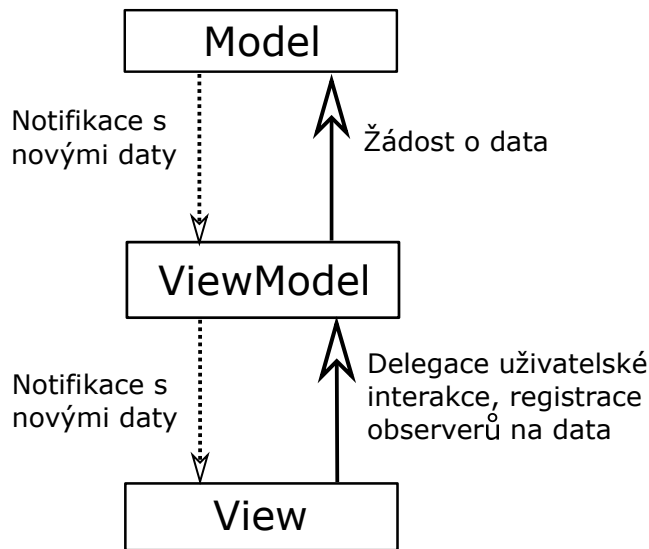 Model
Notifikace s
novými daty
Žádost o data
ViewModel
Notifikace s
novými daty
Delegace uživatelské
interakce, registrace
observerů na data
View